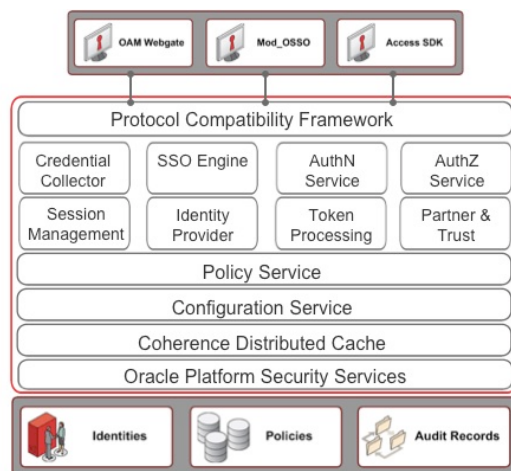 OAM Webgate
Mod_OSSO
Access SDK
Protocol Compatibility Framework
Credential
Collector
SSO Engine
AuthN
Service
AuthZ
Service
Session
Management
Identity
Provider
Token
Processing
Partner &
Trust
Policy Service
Configuration Service
Coherence Distributed Cache
Oracle Platform Security Services
Identities
Policies
Audit Records